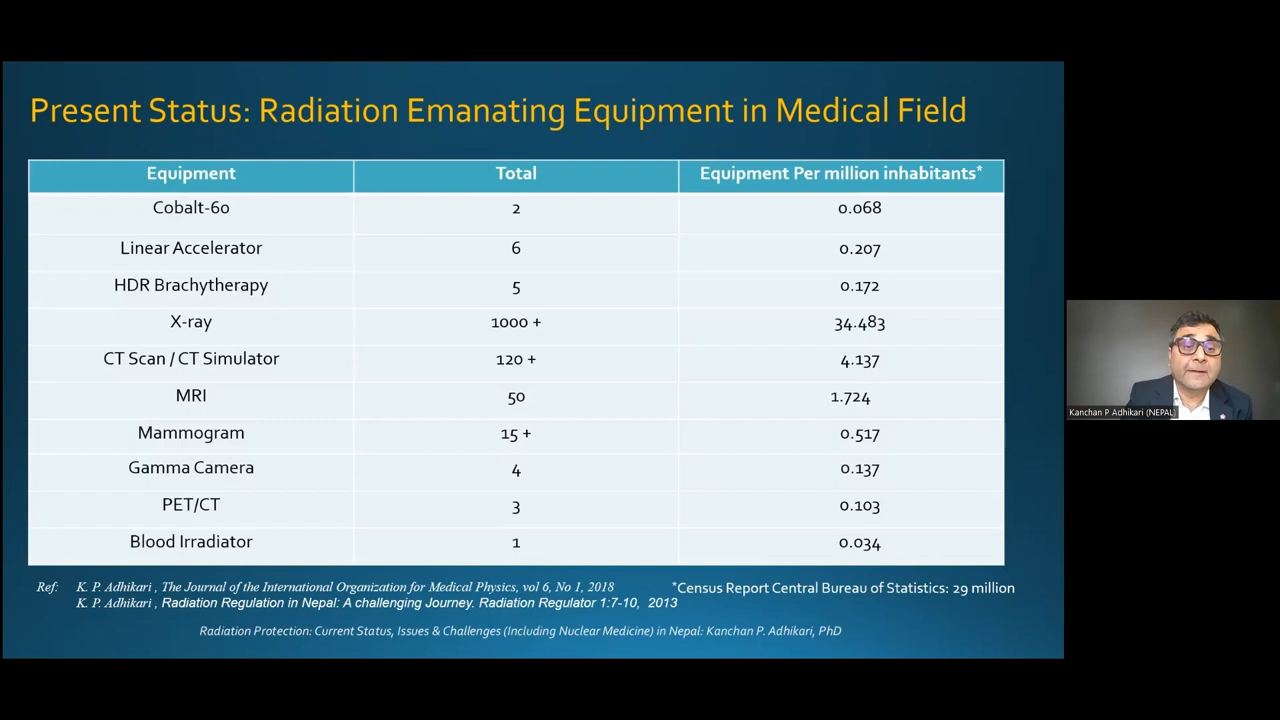 Present Status: Radiation Emanating Equipment in Medical Field
Equipment Total Equipment Per million inhabitants*
Cobalt-60 2 0.068
Linear Accelerator 6 0.207
HDR Brachytherapy 5 0.172
X-ray 1000 + 34.483
CT Scan / CT Simulator 120 + 4.137
MRI 50 1.724
Mammogram 15 + 0.517
Gamma Camera 4 0.137
PET/CT 3 0.103
Blood Irradiator 1 0.034
Ref: K. P. Adhikari , The Journal of the International Organization for Medical Physics, vol 6, No 1, 2018
K. P. Adhikari , Radiation Regulation in Nepal: A challenging Journey. Radiation Regulator 1:7-10, 2013
*Census Report Central Bureau of Statistics: 29 million
Radiation Protection: Current Status, Issues & Challenges (Including Nuclear Medicine) in Nepal: Kanchan P. Adhikari, PhD
Kanchan P Adhikari (NEPAL)